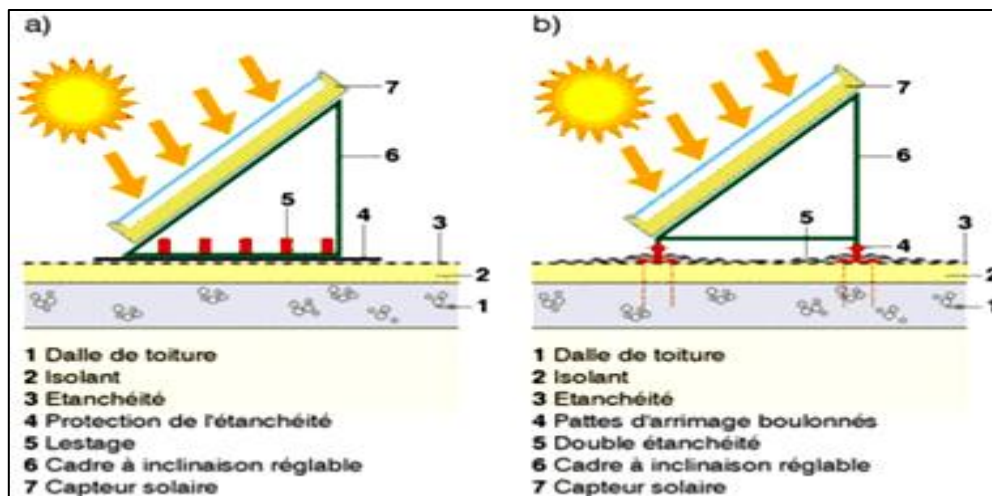 a)
7
6
5
4
3
2
1
1 Dalle de toiture
2 Isolant
3 Etanchéité
4 Protection de l'étanchéité
5 Lestage
6 Cadre à inclinaison réglable
7 Capteur solaire
b)
7
6
5
3
4
2
1
1 Dalle de toiture
2 Isolant
3 Etanchéité
4 Pattes d'arrimage boulonnés
5 Double étanchéité
6 Cadre à inclinaison réglable
7 Capteur solaire